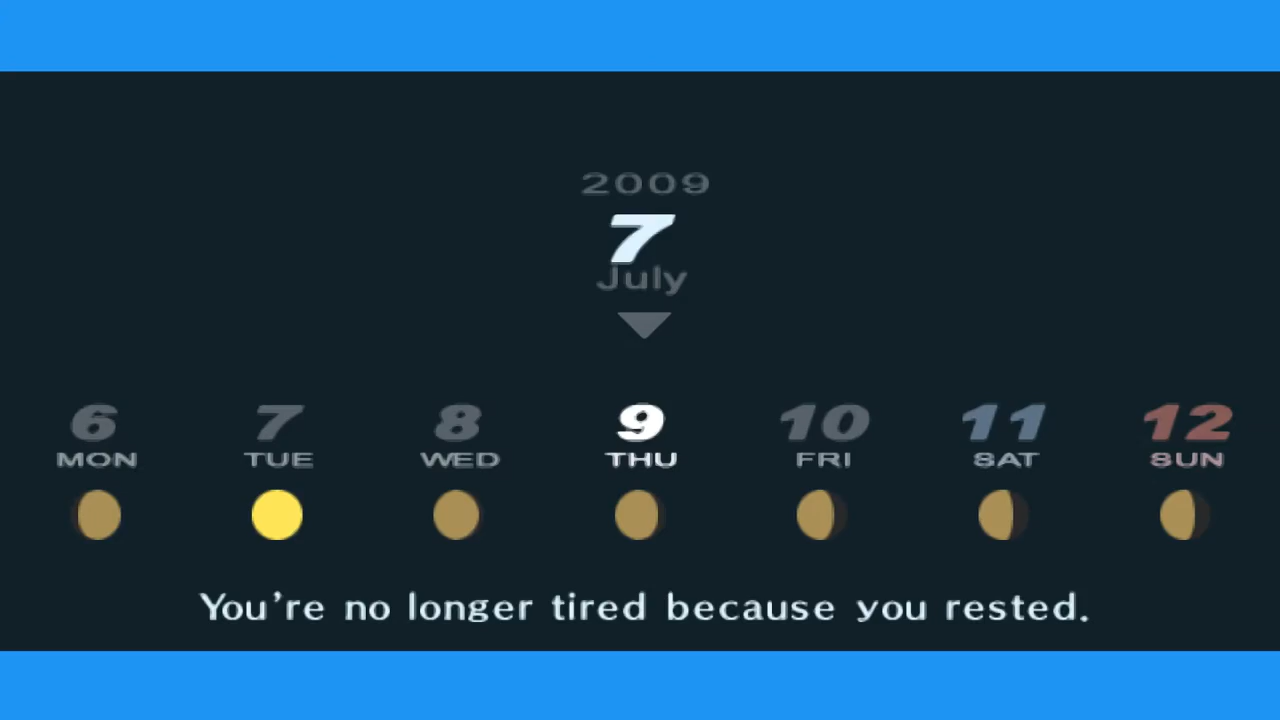 2009
7
July
6 7 8 9 10 11 12
MON TUE WED THU FRI SAT SUN
You're no longer tired because you rested.